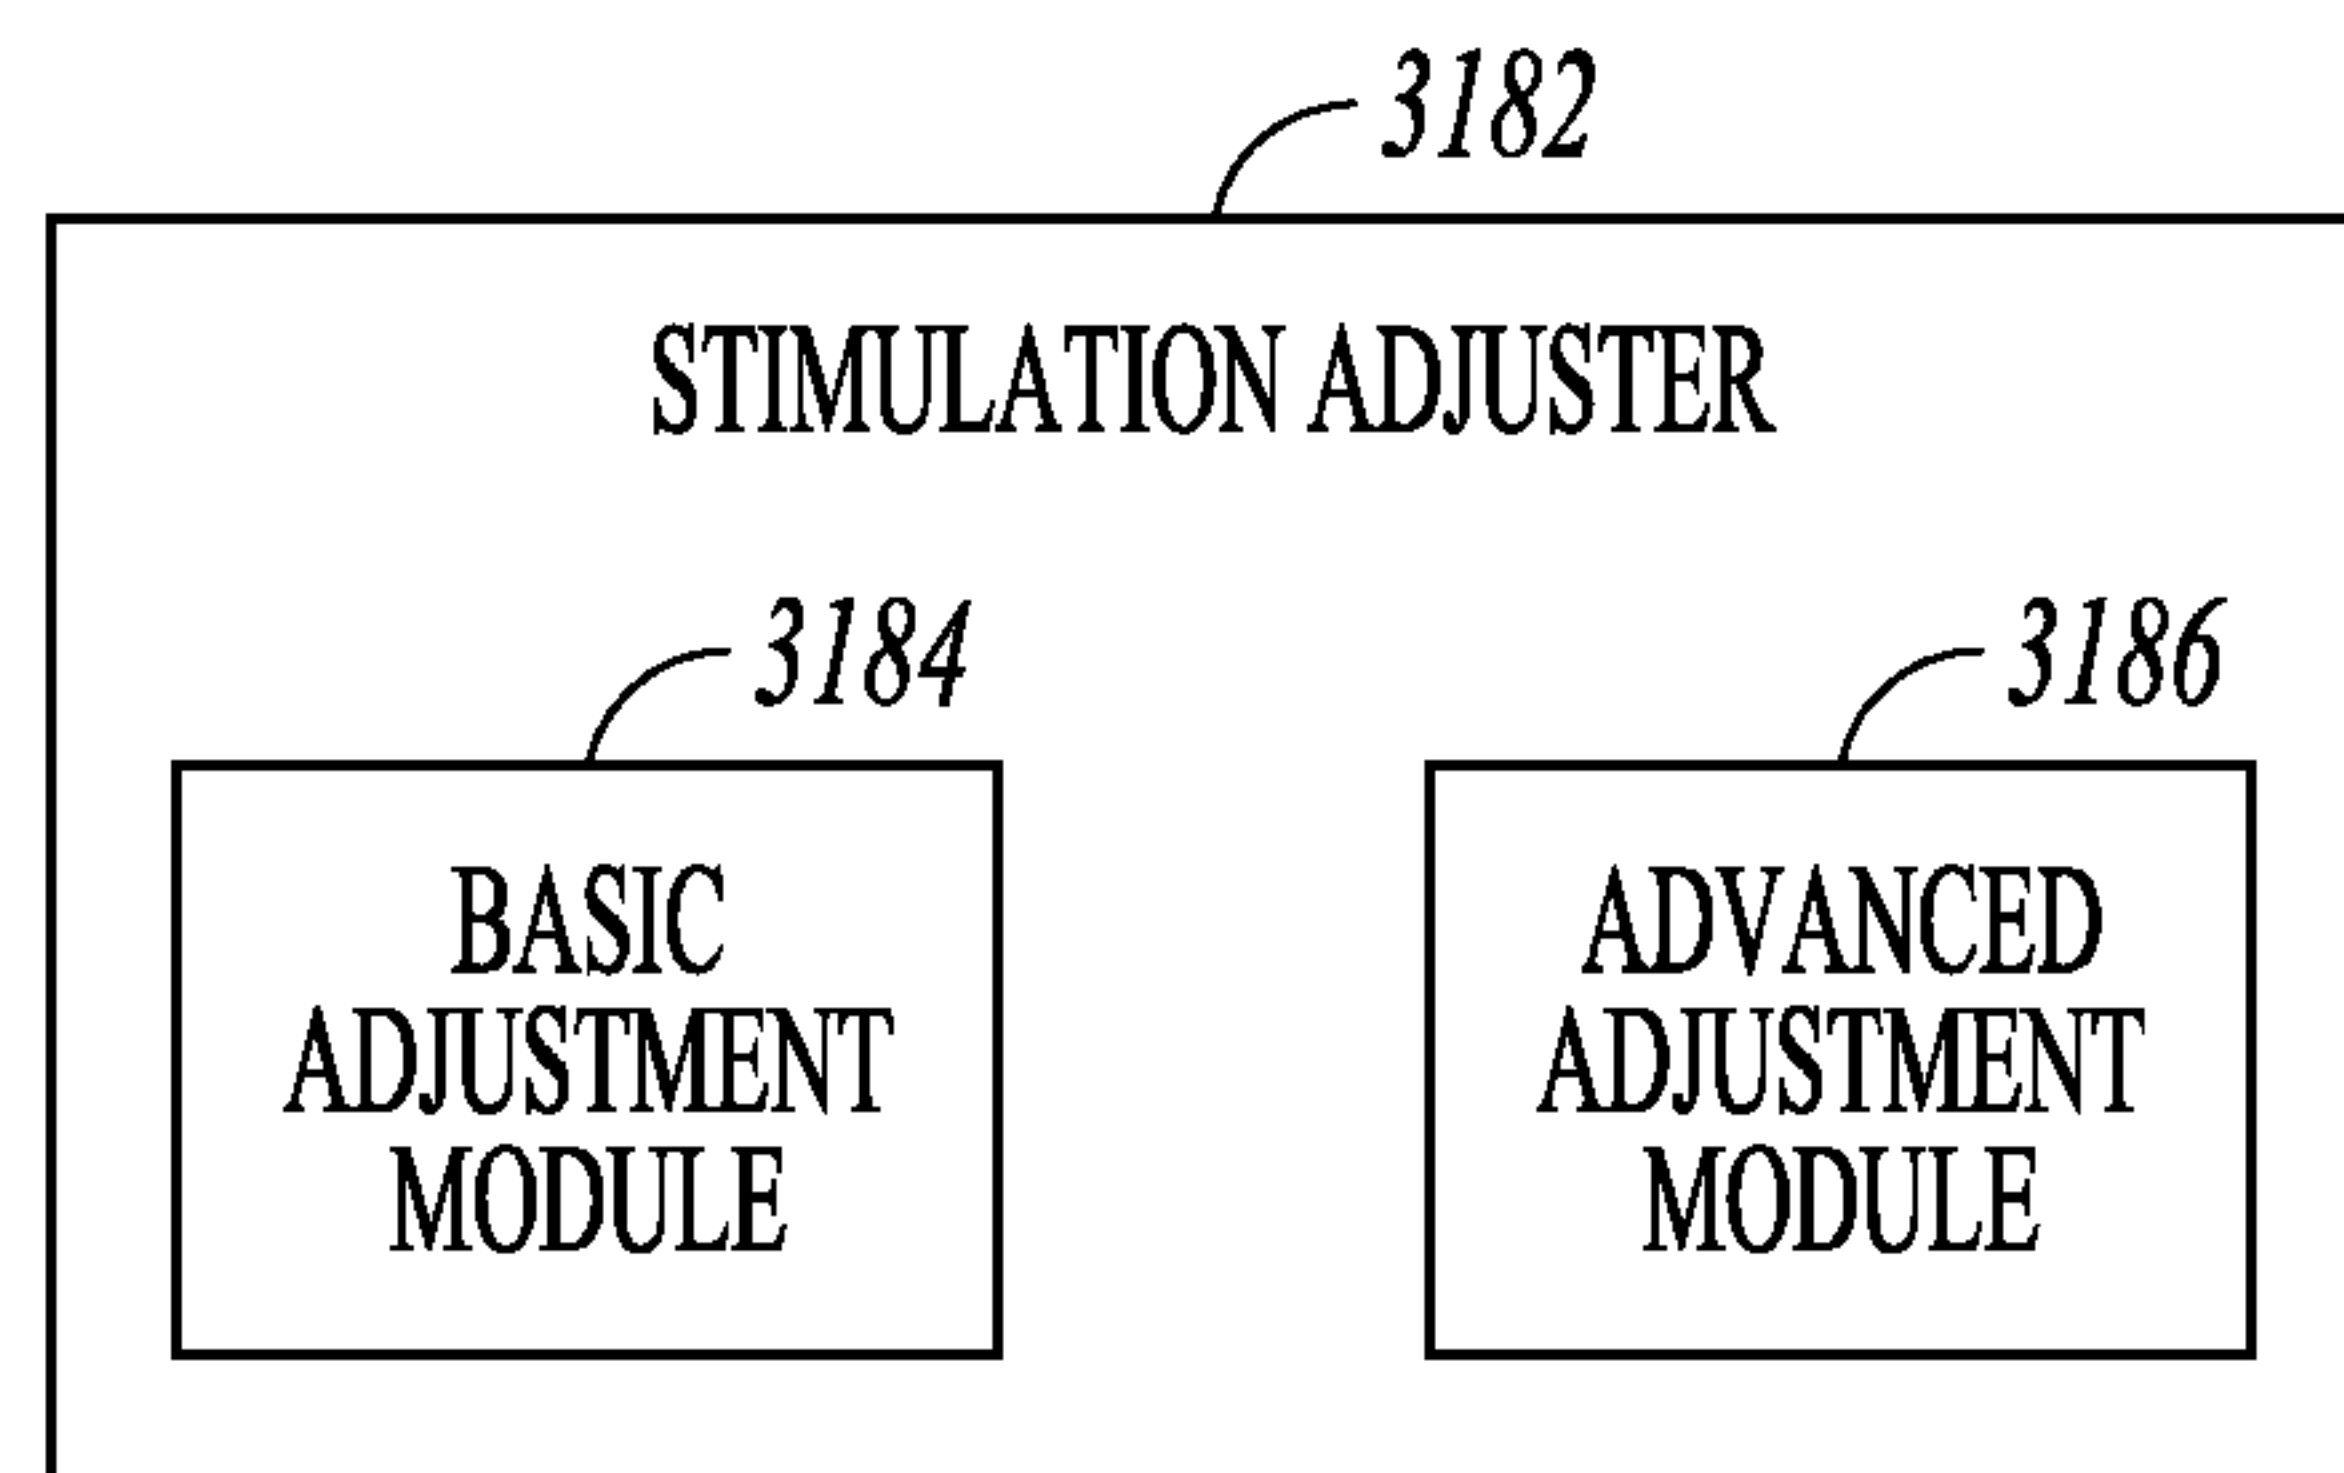 3182
STIMULATION ADJUSTER
3184
3186
BASIC
ADJUSTMENT
MODULE
ADVANCED
ADJUSTMENT
MODULE